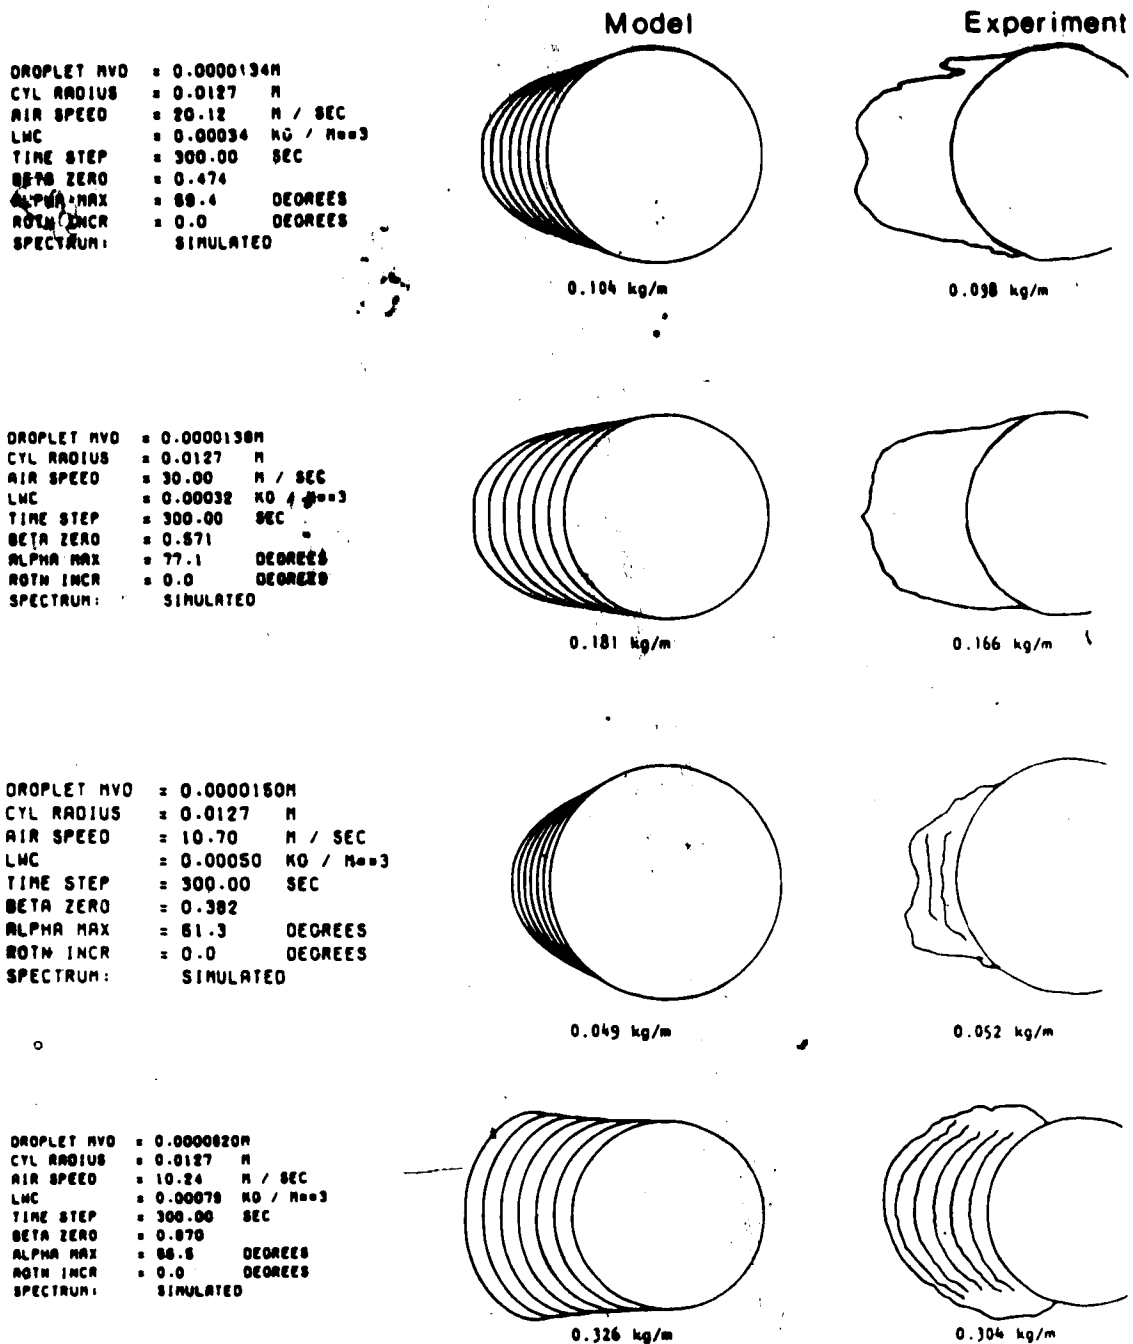 Model Experiment
DROPLET MVD = 0.0000134M
CYL RADIUS = 0.0127 M
AIR SPEED = 20.12 M / SEC
LWC = 0.00034 KG / M**3
TIME STEP = 300.00 SEC
BETA ZERO = 0.474
ALPHA MAX = 69.4 DEGREES
ROTN INCR = 0.0 DEGREES
SPECTRUM: SIMULATED
0.104 kg/m 0.098 kg/m
DROPLET MVD = 0.0000138M
CYL RADIUS = 0.0127 M
AIR SPEED = 30.00 M / SEC
LWC = 0.00032 KG / M**3
TIME STEP = 300.00 SEC
BETA ZERO = 0.571
ALPHA MAX = 77.1 DEGREES
ROTN INCR = 0.0 DEGREES
SPECTRUM: SIMULATED
0.181 kg/m 0.166 kg/m
DROPLET MVD = 0.0000150M
CYL RADIUS = 0.0127 M
AIR SPEED = 10.70 M / SEC
LWC = 0.00050 KG / M**3
TIME STEP = 300.00 SEC
BETA ZERO = 0.382
ALPHA MAX = 61.3 DEGREES
ROTN INCR = 0.0 DEGREES
SPECTRUM: SIMULATED
0.049 kg/m 0.052 kg/m
DROPLET MVD = 0.0000620M
CYL RADIUS = 0.0127 M
AIR SPEED = 10.24 M / SEC
LWC = 0.00079 KG / M**3
TIME STEP = 300.00 SEC
BETA ZERO = 0.870
ALPHA MAX = DEGREES
ROTN INCR = 0.0 DEGREES
SPECTRUM: SIMULATED
0.326 kg/m 0.304 kg/m